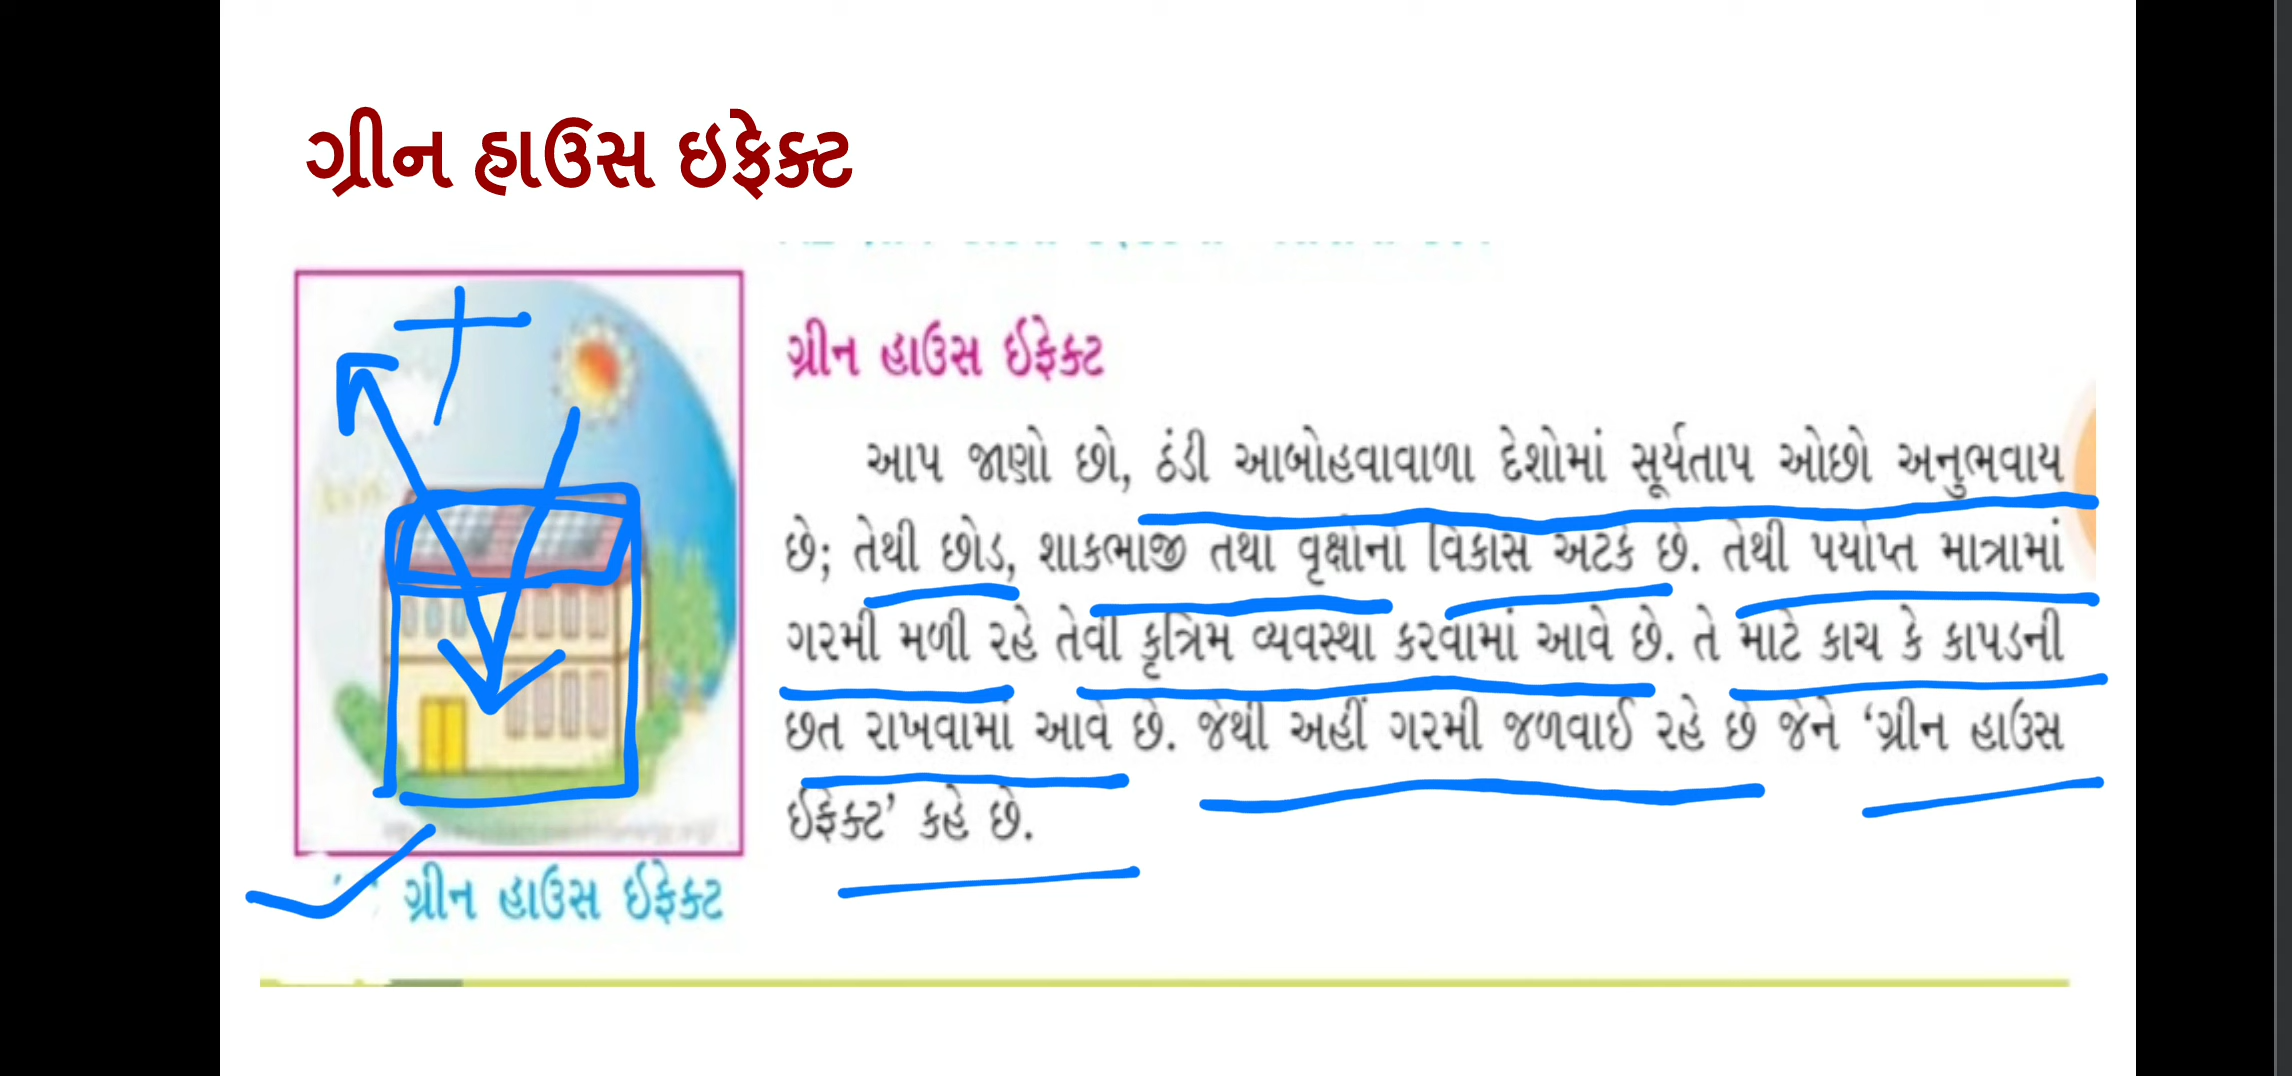 ગ્રીન હાઉસ ઇફેક્ટ
ગ્રીન હાઉસ ઈફેક્ટ
આપ જાણો છો, ઠંડી આબોહવાવાળા દેશોમાં સૂર્યતાપ ઓછો અનુભવાય
છે; તેથી છોડ, શાકભાજી તથા વૃક્ષોનો વિકાસ અટકે છે. તેથી પર્યાપ્ત માત્રામાં
ગરમી મળી રહે તેવી કૃત્રિમ વ્યવસ્થા કરવામાં આવે છે. તે માટે કાચ કે કાપડની
છત રાખવામાં આવે છે. જેથી અહીં ગરમી જળવાઈ રહે છે જેને ‘ગ્રીન હાઉસ
ઈફેક્ટ’ કહે છે.
ગ્રીન હાઉસ ઈફેક્ટ